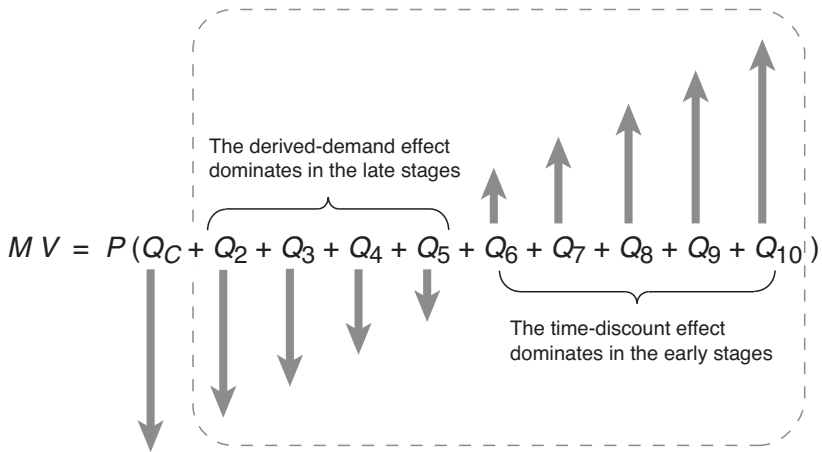 The derived-demand effect
dominates in the late stages
M V = P (Q_C + Q_2 + Q_3 + Q_4 + Q_5 + Q_6 + Q_7 + Q_8 + Q_9 + Q_10)
The time-discount effect
dominates in the early stages